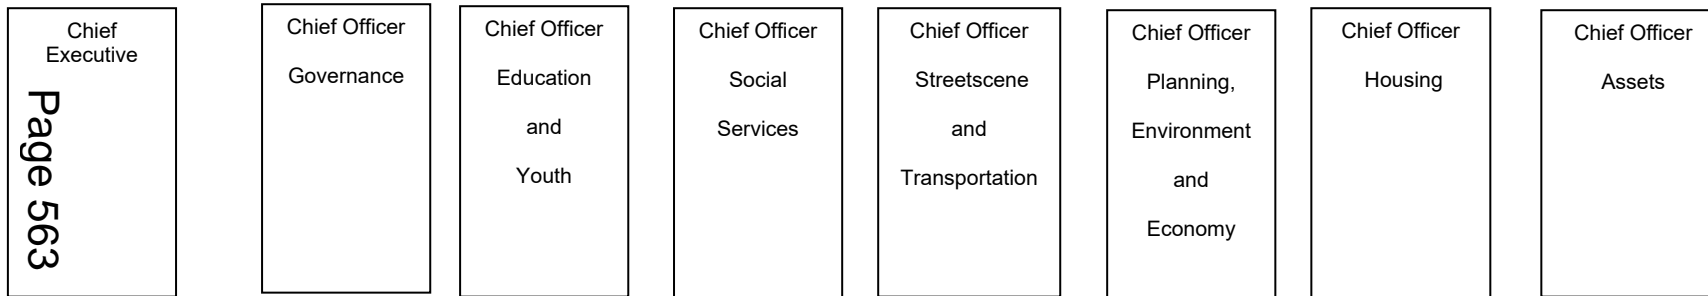 Chief
Executive
Page 563
Chief Officer
Governance
Chief Officer
Education
and
Youth
Chief Officer
Social
Services
Chief Officer
Streetscene
and
Transportation
Chief Officer
Planning,
Environment
and
Economy
Chief Officer
Housing
Chief Officer
Assets